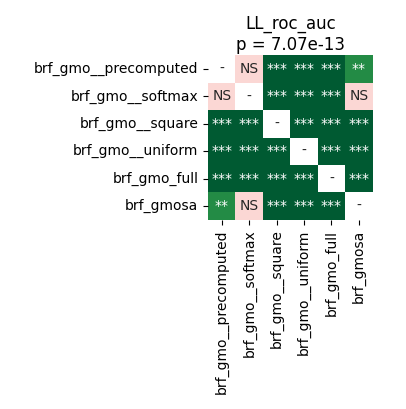 LL_roc_auc
p = 7.07e-13
brf_gmo__precomputed - NS *** *** *** **
brf_gmo__softmax NS - *** *** *** NS
brf_gmo__square *** *** - *** *** ***
brf_gmo__uniform *** *** *** - *** ***
brf_gmo_full *** *** *** *** - ***
brf_gmosa ** NS *** *** *** -
brf_gmo__precomputed
brf_gmo__softmax
brf_gmo__square
brf_gmo__uniform
brf_gmo_full
brf_gmosa